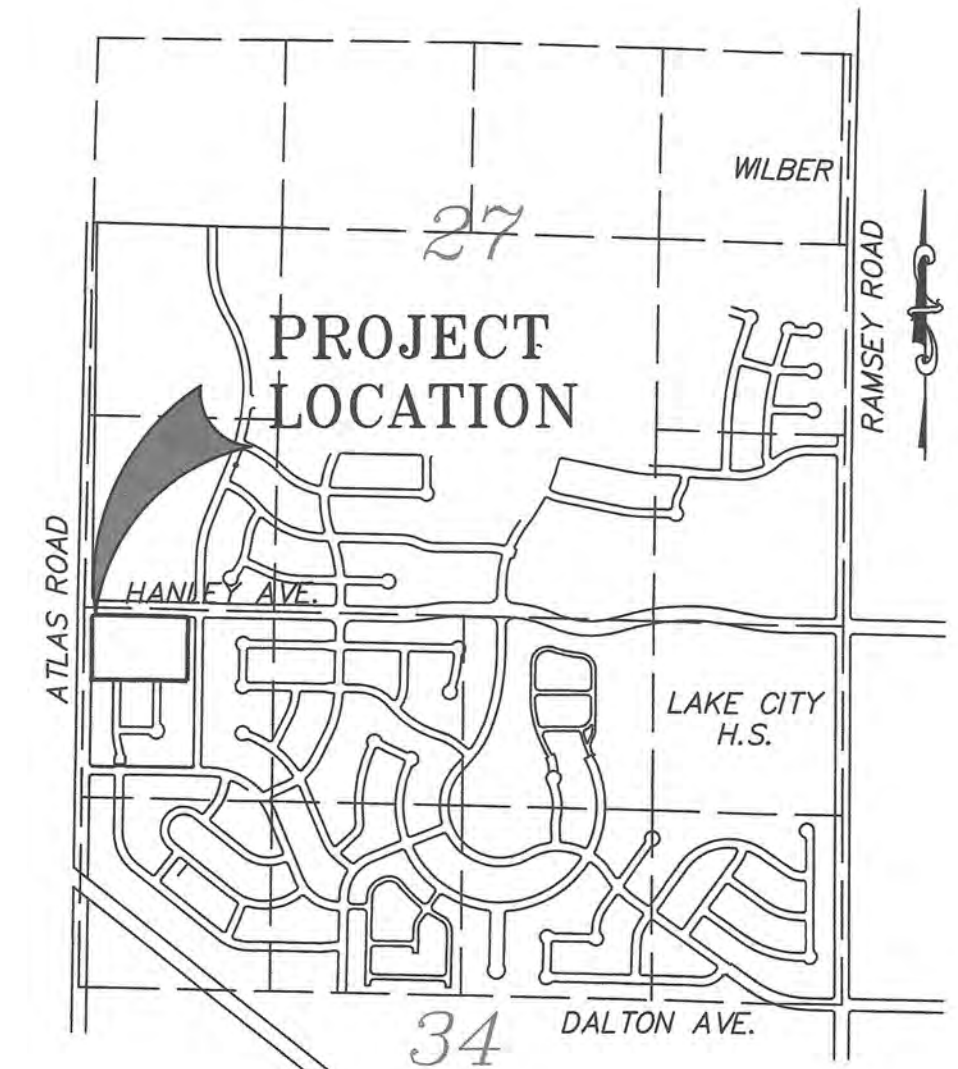 WILBER
27
RAMSEY ROAD
PROJECT
LOCATION
ATLAS ROAD
HANLEY AVE.
LAKE CITY
H.S.
DALTON AVE.
34